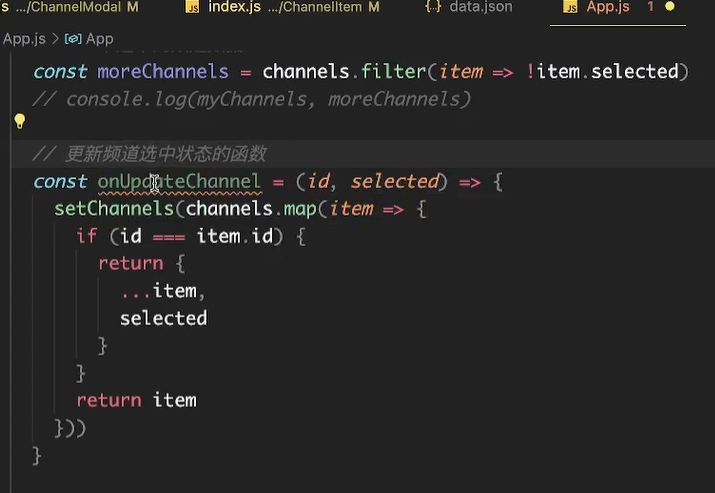 s .../ChannelModal M JS index.js .../ChannelItem M {} data.json JS App.js 1
App.js > App
const moreChannels = channels.filter(item => !item.selected)
// console.log(myChannels, moreChannels)
// 更新频道选中状态的函数
const onUpdateChannel = (id, selected) => {
setChannels(channels.map(item => {
if (id === item.id) {
return {
...item,
selected
}
}
return item
}))
}